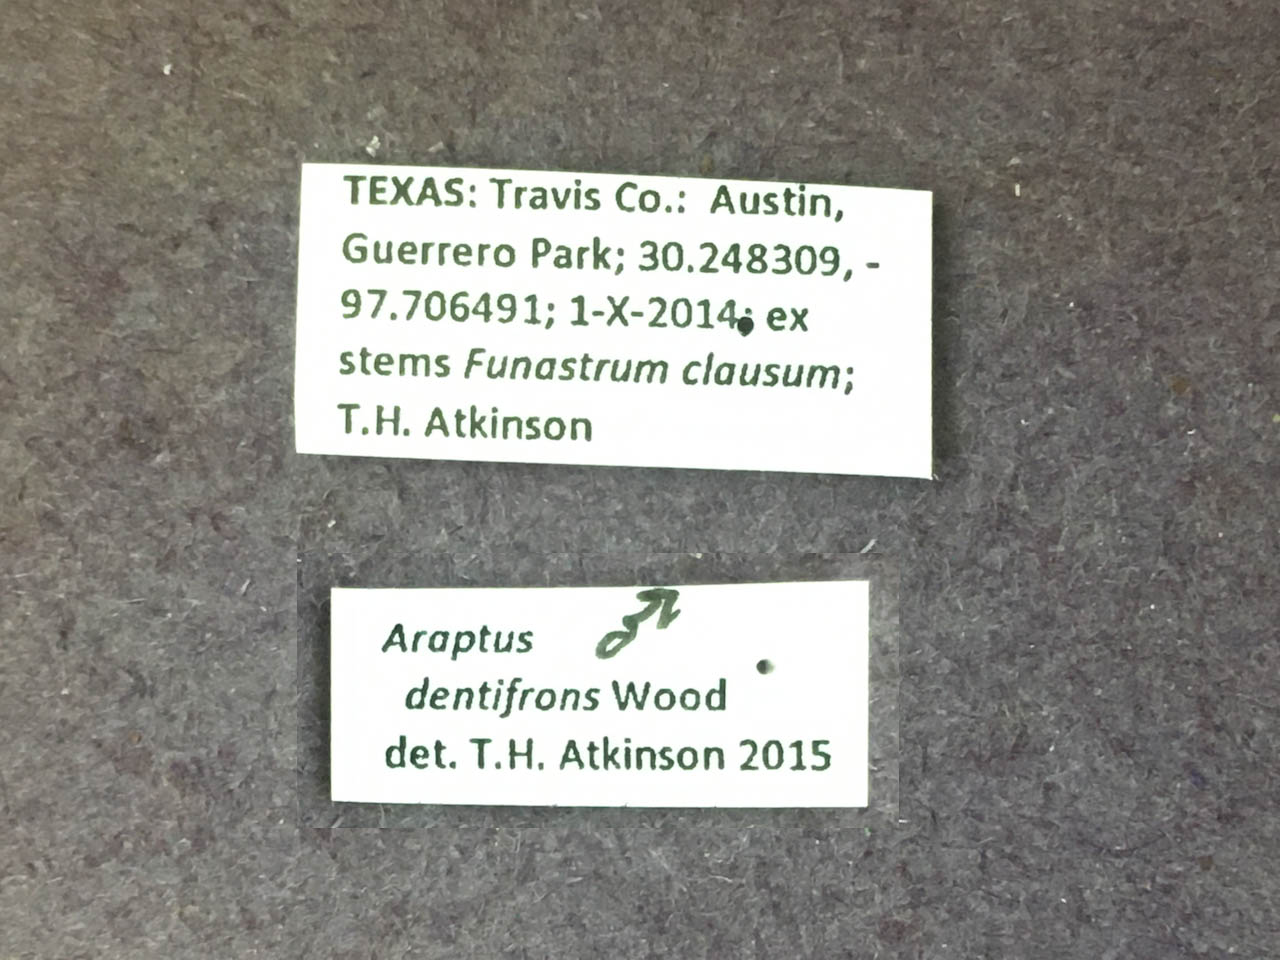 TEXAS: Travis Co.: Austin,
Guerrero Park; 30.248309, -
97.706491; 1-X-2014; ex
stems Funastrum clausum;
T.H. Atkinson
Araptus ♂
dentifrons Wood
det. T.H. Atkinson 2015